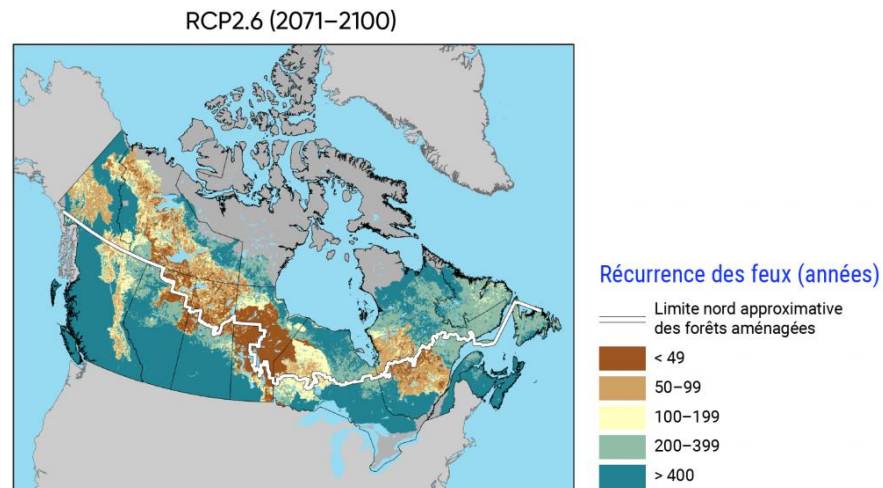 RCP2.6 (2071–2100)
Récurrence des feux (années)
Limite nord approximative
des forêts aménagées
< 49
50–99
100–199
200–399
> 400